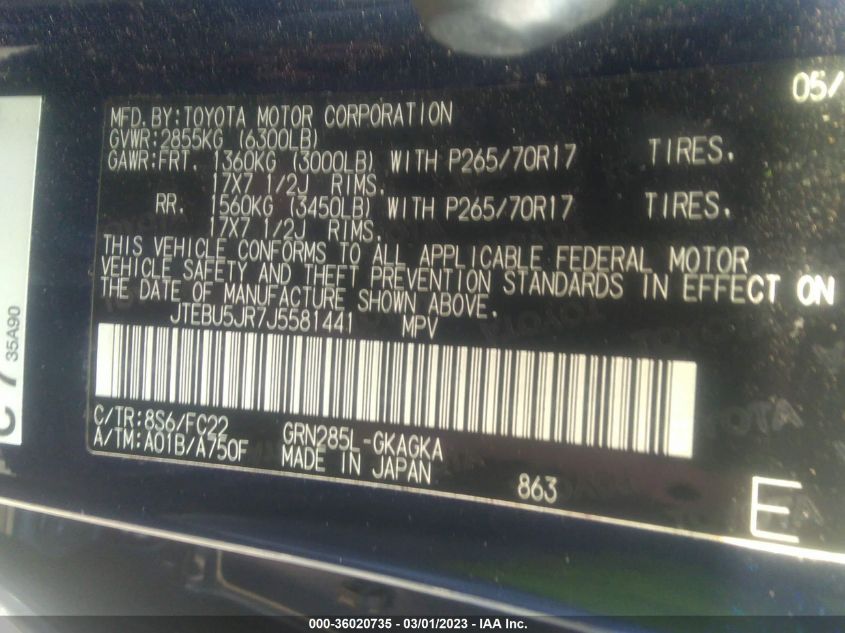 05/
MFD.BY:TOYOTA MOTOR CORPORATION
GVWR:2855KG (6300LB)
GAWR:FRT. 1360KG (3000LB) WITH P265/70R17 TIRES.
17X7 1/2J RIMS.
RR. 1560KG (3450LB) WITH P265/70R17 TIRES.
17X7 1/2J RIMS.
THIS VEHICLE CONFORMS TO ALL APPLICABLE FEDERAL MOTOR
VEHICLE SAFETY AND THEFT PREVENTION STANDARDS IN EFFECT ON
THE DATE OF MANUFACTURE SHOWN ABOVE.
JTEBU5JR7J5581441 MPV
C/TR:8S6/FC22
A/TM:A01B/A750F
GRN285L-GKAGKA
MADE IN JAPAN
863
E
35A90
000-36020735 - 03/01/2023 - IAA Inc.